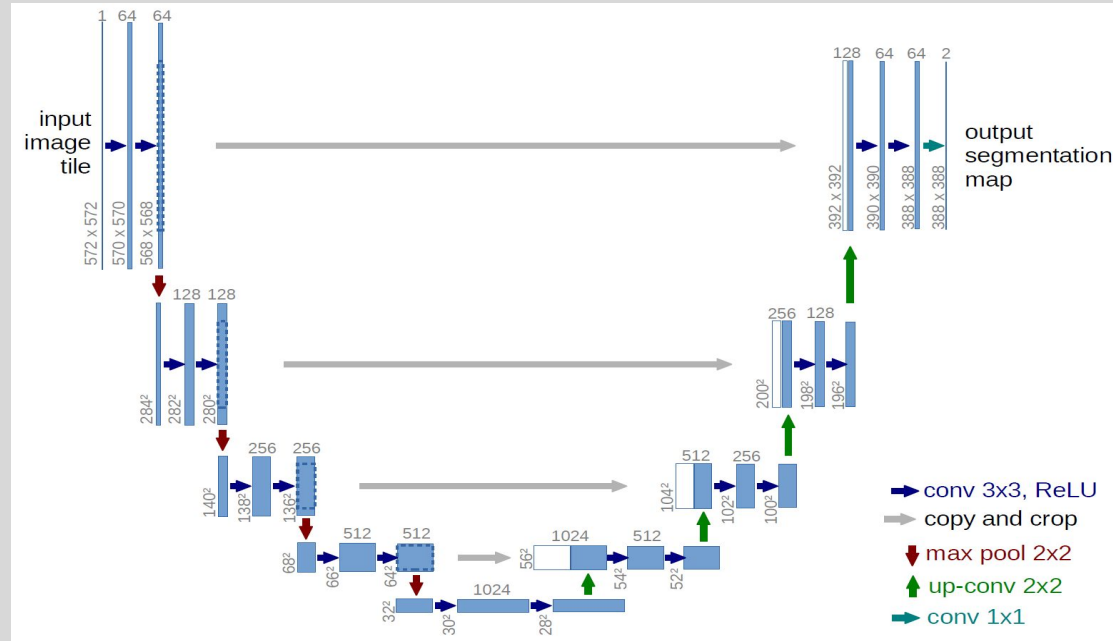 1 64 64
input
image
tile
572 x 572
570 x 570
568 x 568
128 64 64 2
output
segmentation
map
392 x 392
390 x 390
388 x 388
388 x 388
128 128
284²
282²
280²
256 128
200²
198²
196²
256 256
140²
138²
136²
512 256
104²
102²
100²
512 512
68²
66²
64²
1024 512
56²
54²
52²
1024
32²
30²
28²
conv 3x3, ReLU
copy and crop
max pool 2x2
up-conv 2x2
conv 1x1